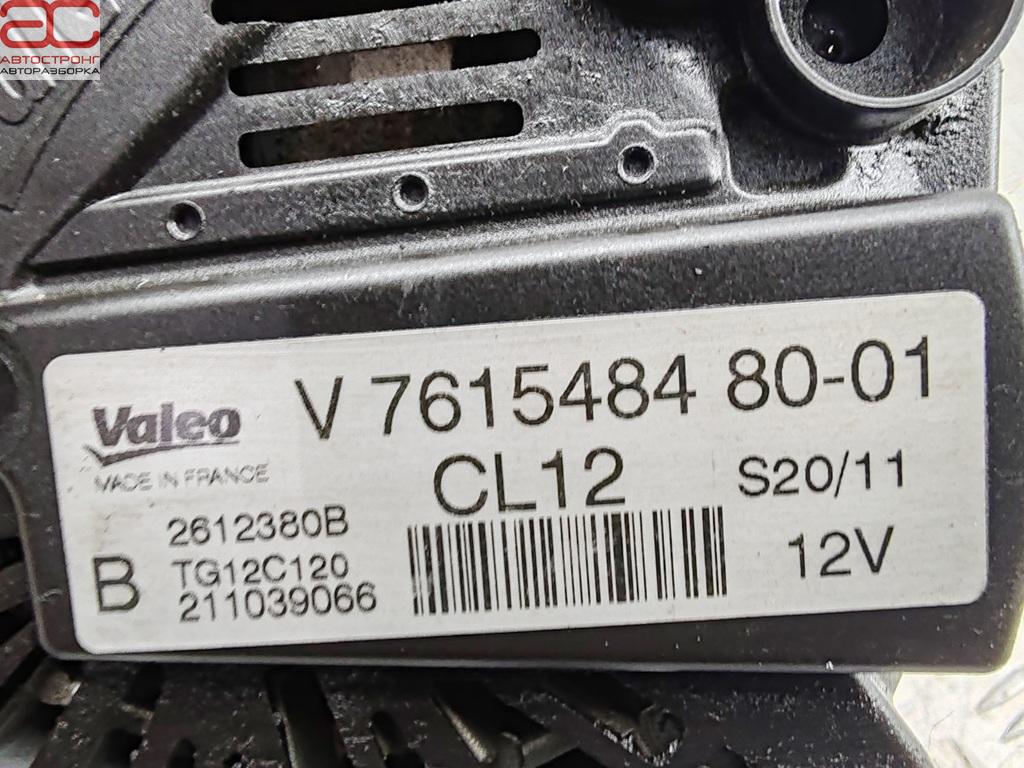 ac
АВТОСТРОНГ
АВТОРАЗБОРКА
V 7615484 80-01
Valeo
MADE IN FRANCE
CL12
S20/11
2612380B
B
TG12C120
211039066
12V